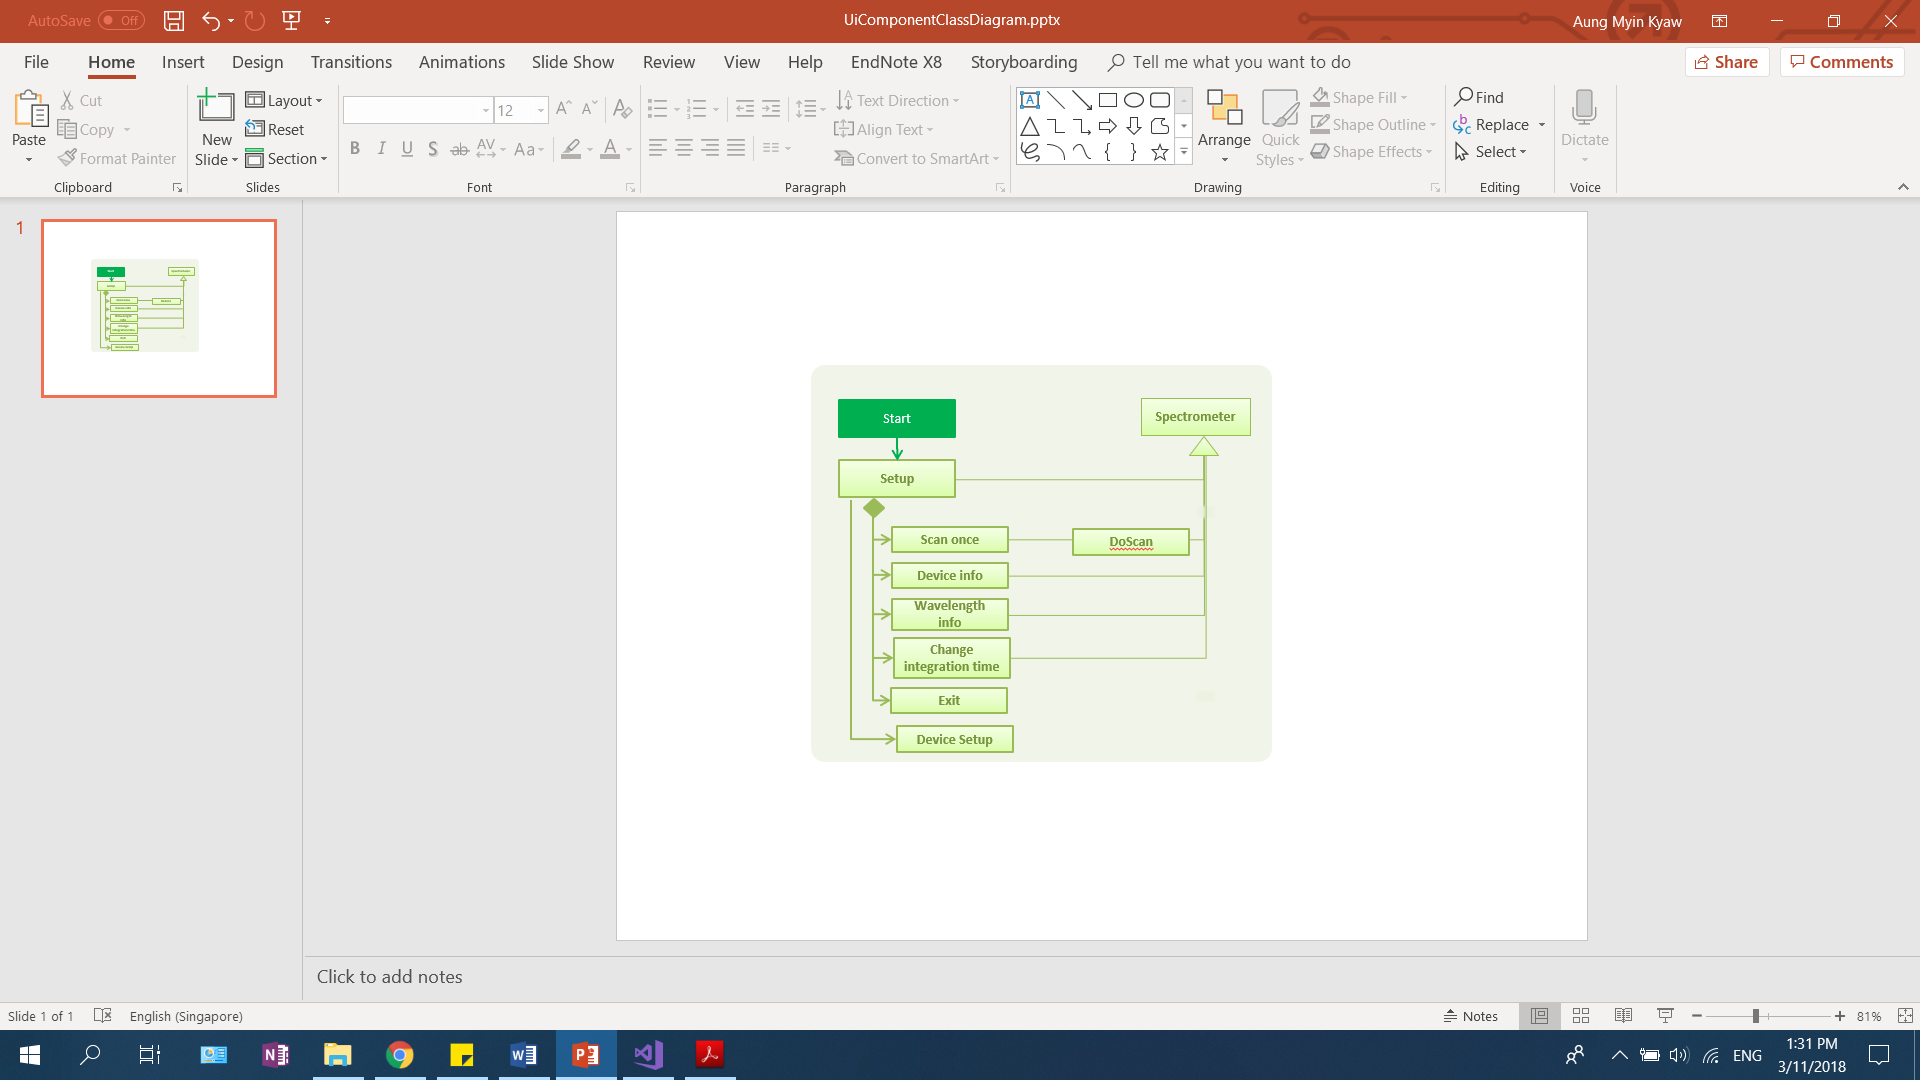 AutoSave Off
UiComponentClassDiagram.pptx
Aung Myin Kyaw
File Home Insert Design Transitions Animations Slide Show Review View Help EndNote X8 Storyboarding Tell me what you want to do
Share Comments
Paste
Cut
Copy
Format Painter
Clipboard
New
Slide
Layout
Reset
Section
Slides
12
Font
Text Direction
Align Text
Convert to SmartArt
Paragraph
Arrange
Quick
Styles
Shape Fill
Shape Outline
Shape Effects
Drawing
Find
Replace
Select
Editing
Dictate
Voice
1
Start
Spectrometer
Setup
Scan once
DoScan
Device info
Wavelength
info
Change
integration time
Exit
Device Setup
Click to add notes
Slide 1 of 1 English (Singapore)
Notes
81%
ENG
1:31 PM
3/11/2018